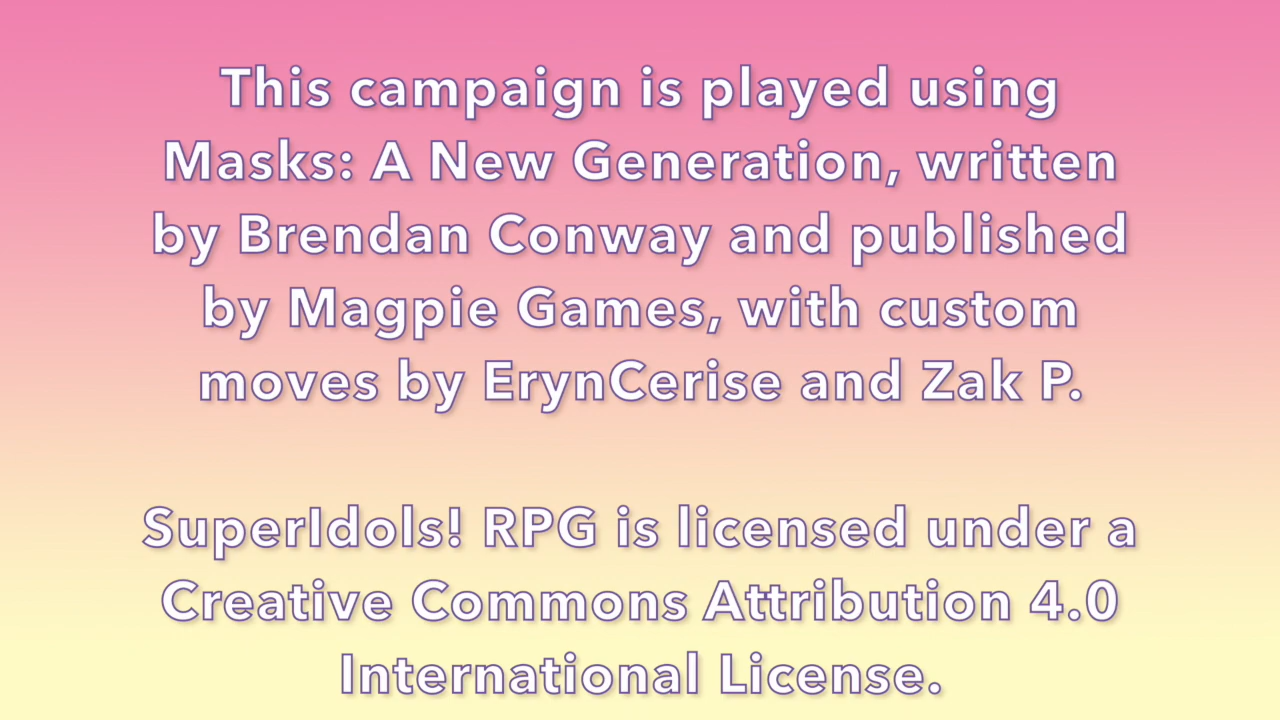 This campaign is played using
Masks: A New Generation, written
by Brendan Conway and published
by Magpie Games, with custom
moves by ErynCerise and Zak P.
SuperIdols! RPG is licensed under a
Creative Commons Attribution 4.0
International License.